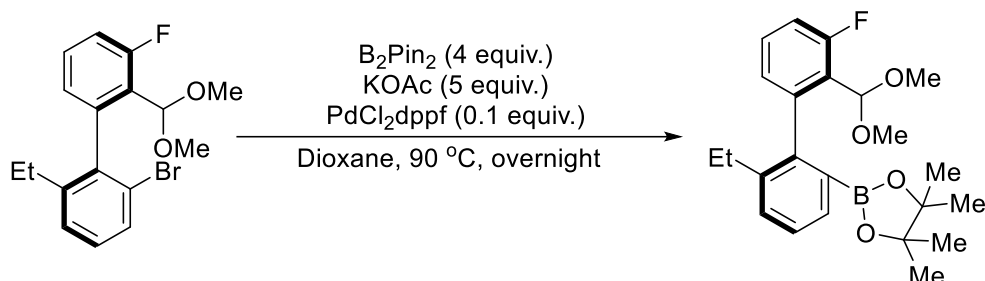 F
OMe
OMe
Et
Br
B2Pin2 (4 equiv.)
KOAc (5 equiv.)
PdCl2dppf (0.1 equiv.)
Dioxane, 90 ºC, overnight
F
OMe
OMe
Et
B
O
O
Me
Me
Me
Me